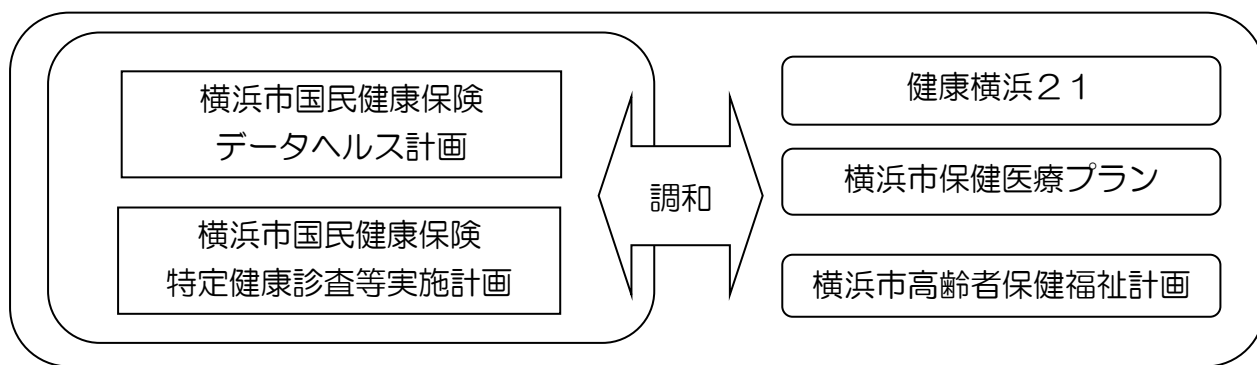 横浜市国民健康保険
データヘルス計画
横浜市国民健康保険
特定健康診査等実施計画
調和
健康横浜２１
横浜市保健医療プラン
横浜市高齢者保健福祉計画